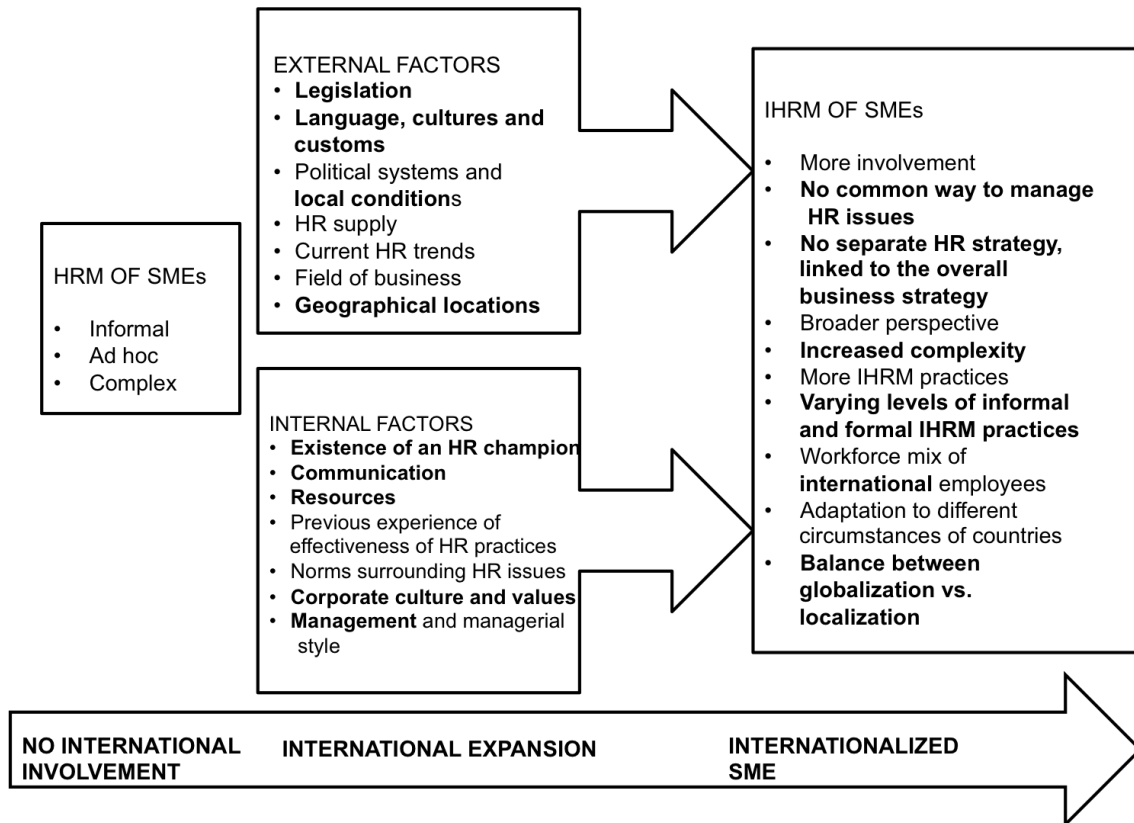 HRM OF SMEs
• Informal
• Ad hoc
• Complex
EXTERNAL FACTORS
• Legislation
• Language, cultures and
customs
• Political systems and
local conditions
• HR supply
• Current HR trends
• Field of business
• Geographical locations
INTERNAL FACTORS
• Existence of an HR champion
• Communication
• Resources
• Previous experience of
effectiveness of HR practices
• Norms surrounding HR issues
• Corporate culture and values
• Management and managerial
style
IHRM OF SMEs
• More involvement
• No common way to manage
HR issues
• No separate HR strategy,
linked to the overall
business strategy
• Broader perspective
• Increased complexity
• More IHRM practices
• Varying levels of informal
and formal IHRM practices
• Workforce mix of
international employees
• Adaptation to different
circumstances of countries
• Balance between
globalization vs.
localization
NO INTERNATIONAL
INVOLVEMENT
INTERNATIONAL EXPANSION
INTERNATIONALIZED
SME